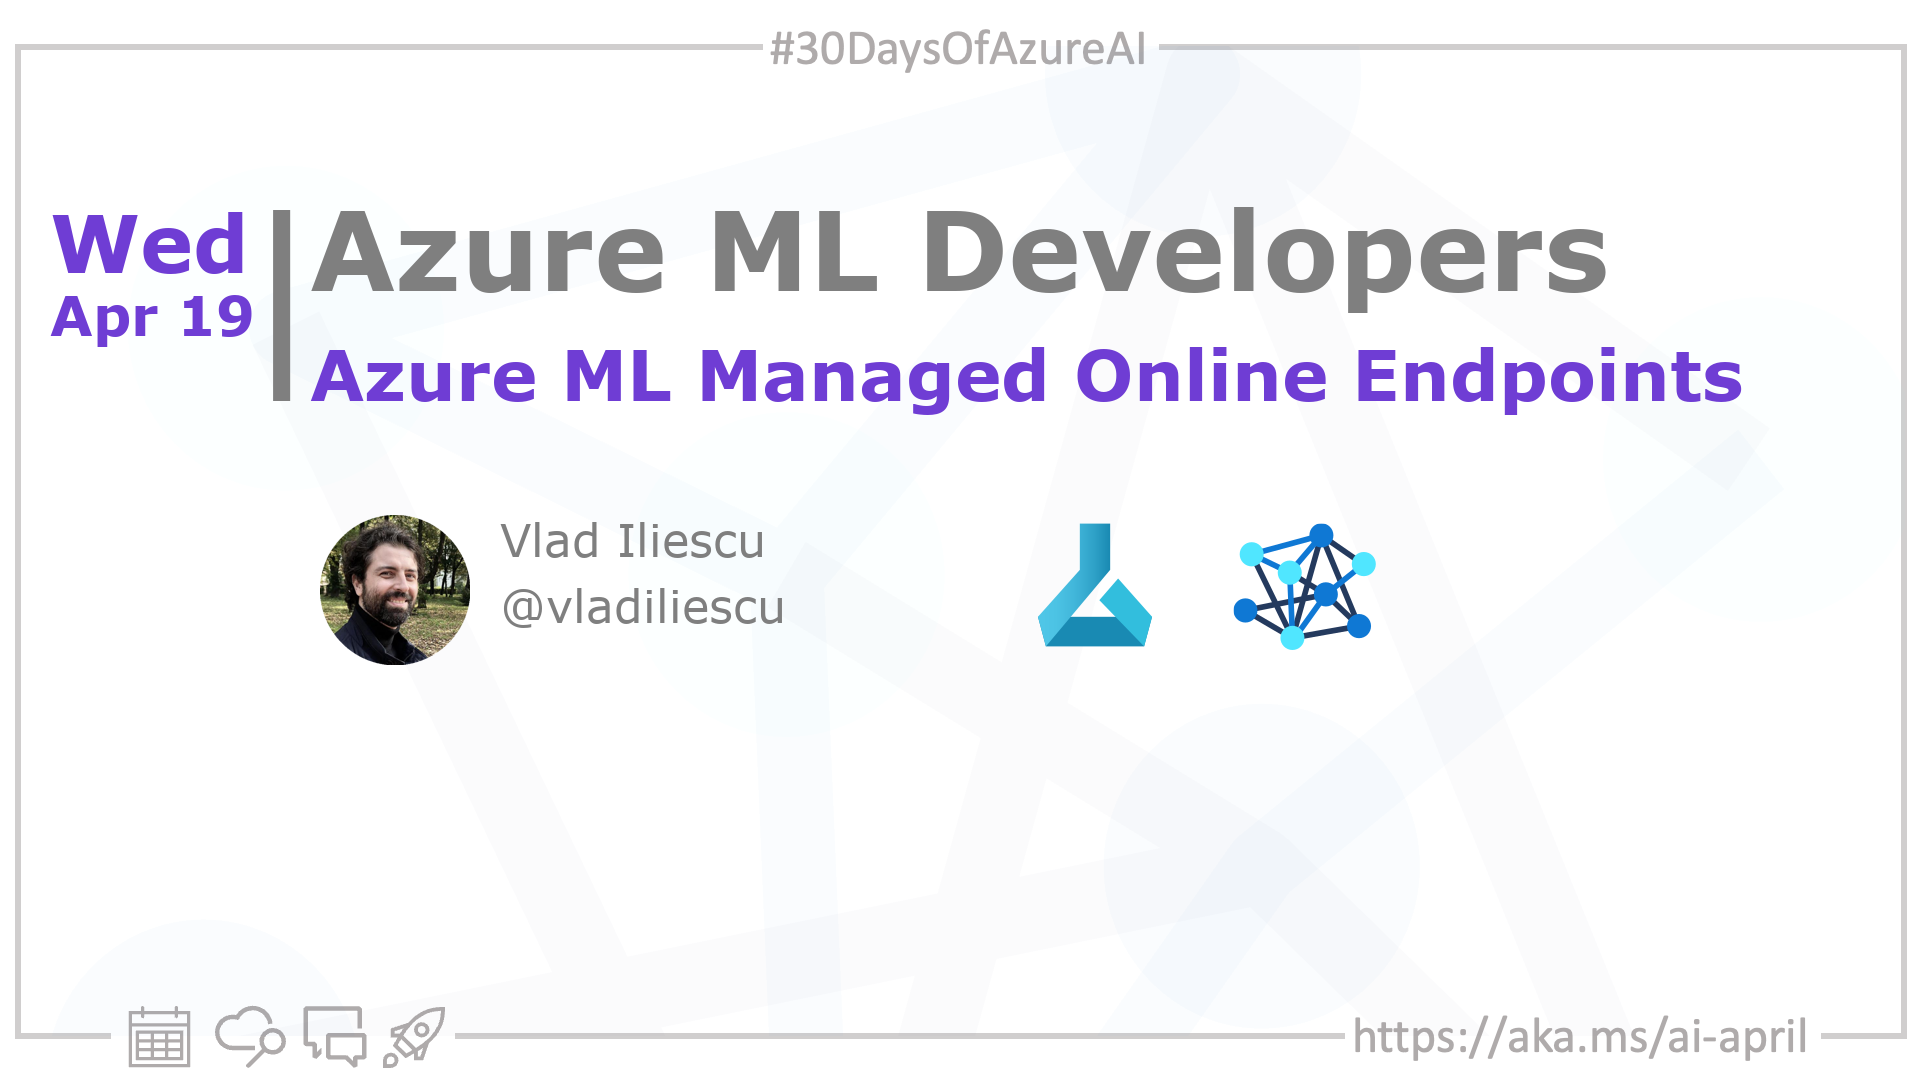 #30DaysOfAzureAI
Wed
Apr 19
Azure ML Developers
Azure ML Managed Online Endpoints
Vlad Iliescu
@vladiliescu
https://aka.ms/ai-april